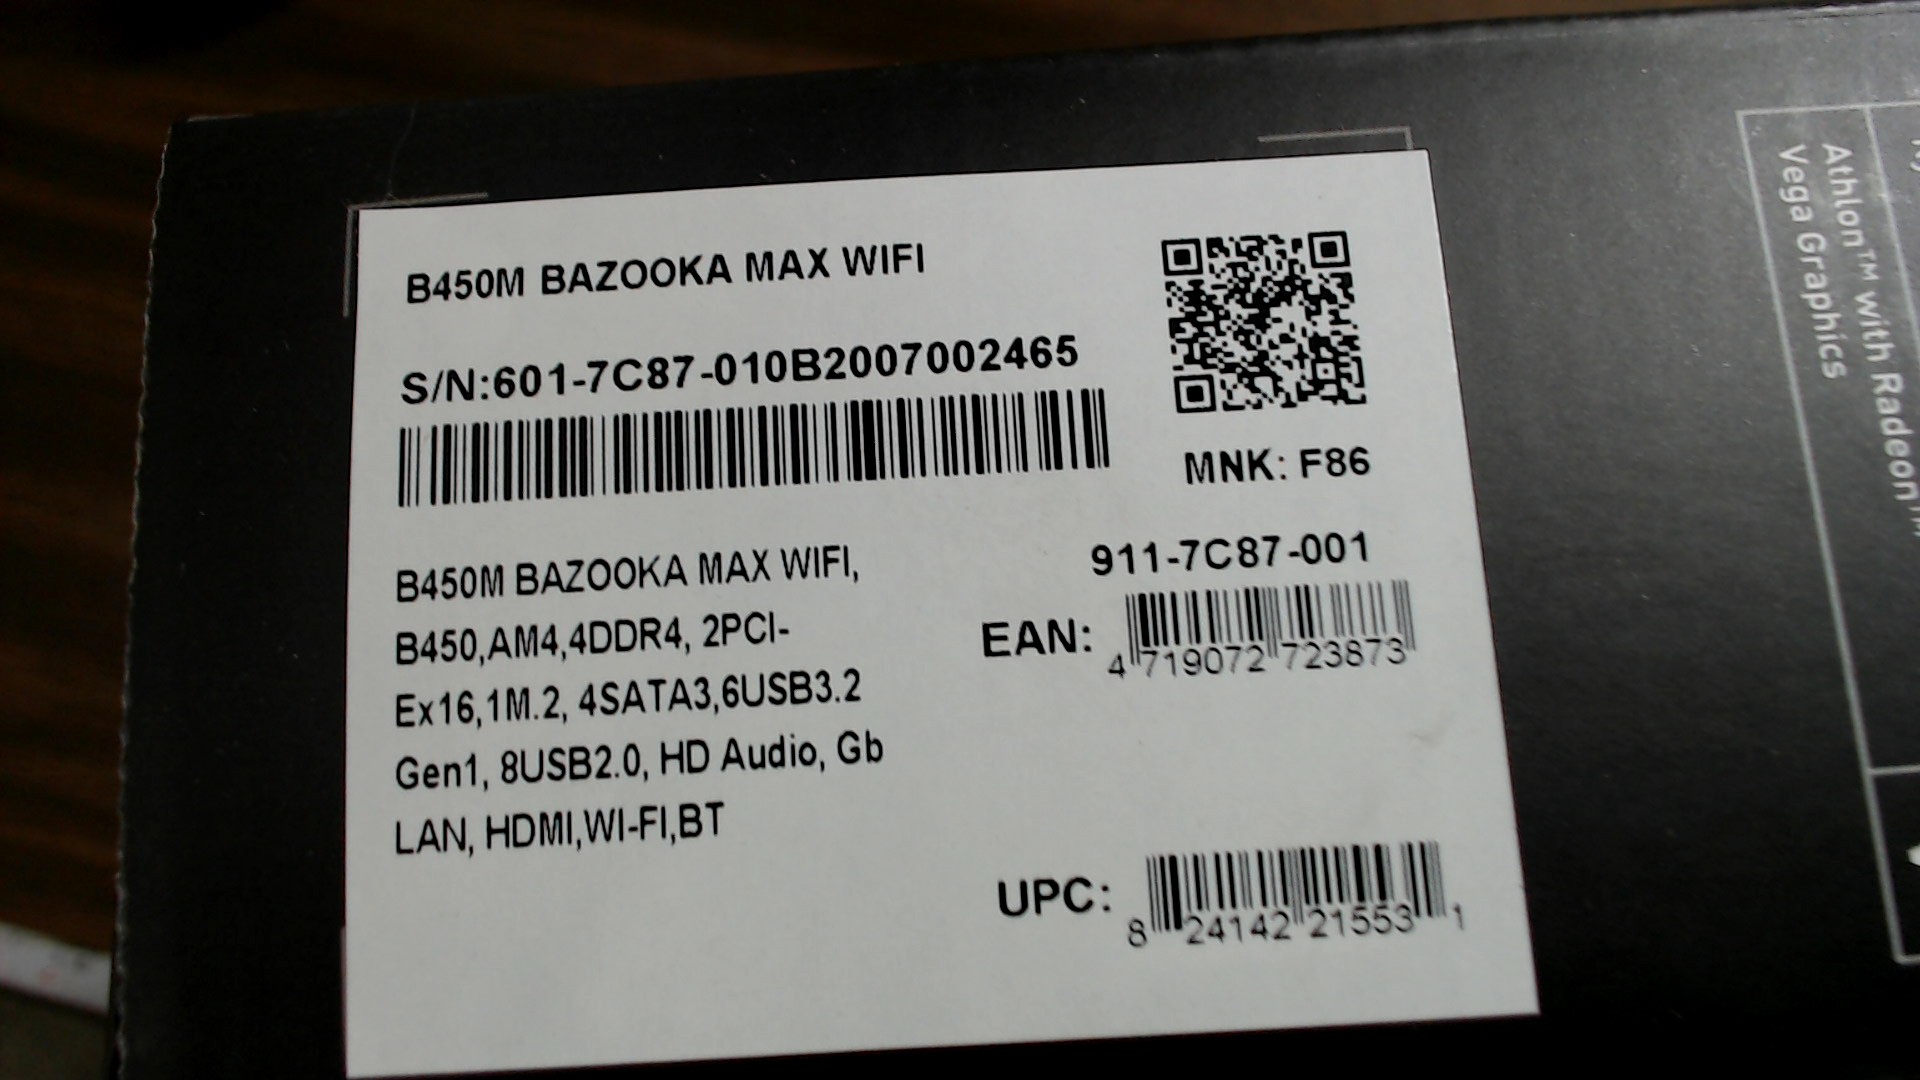 B450M BAZOOKA MAX WIFI
S/N:601-7C87-010B2007002465
MNK: F86
B450M BAZOOKA MAX WIFI,
B450,AM4,4DDR4, 2PCI-
Ex16,1M.2, 4SATA3,6USB3.2
Gen1, 8USB2.0, HD Audio, Gb
LAN, HDMI,WI-FI,BT
911-7C87-001
EAN:
4 719072 723873
UPC:
8 24142 21553 1
Athlon™ with Radeon™
Vega Graphics